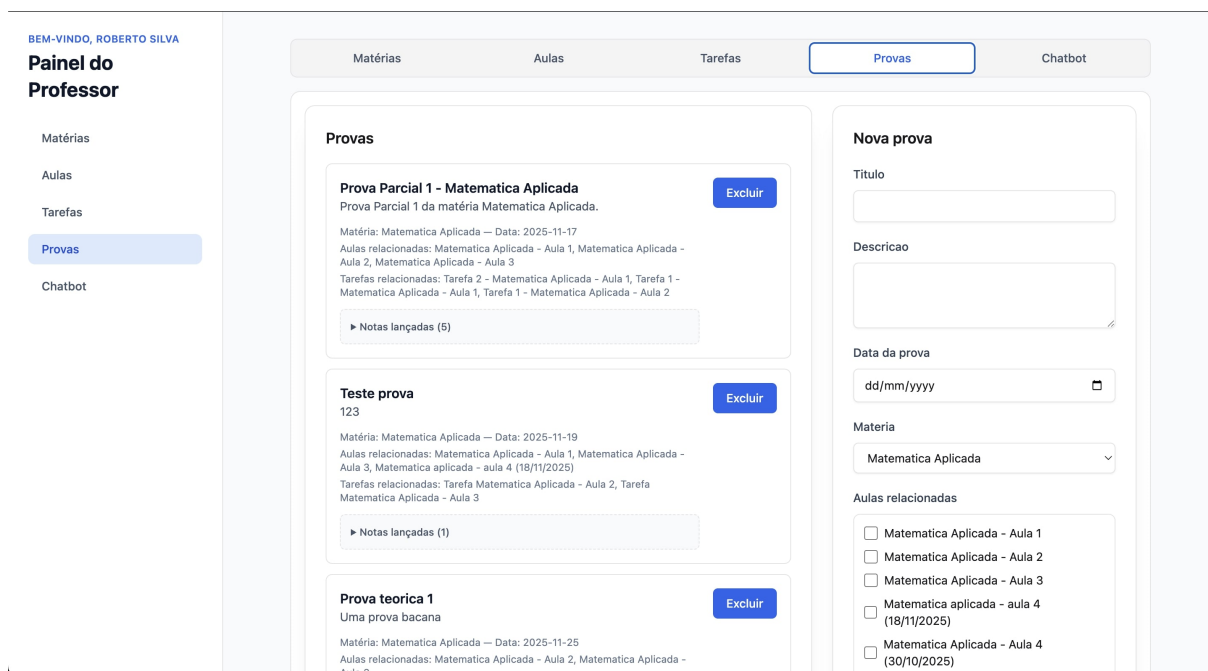 BEM-VINDO, ROBERTO SILVA
Painel do
Professor
Matérias
Aulas
Tarefas
Provas
Chatbot
Matérias
Aulas
Tarefas
Provas
Chatbot
Provas
Prova Parcial 1 - Matematica Aplicada
Prova Parcial 1 da matéria Matematica Aplicada.
Excluir
Matéria: Matematica Aplicada — Data: 2025-11-17
Aulas relacionadas: Matematica Aplicada - Aula 1, Matematica Aplicada -
Aula 2, Matematica Aplicada - Aula 3
Tarefas relacionadas: Tarefa 2 - Matematica Aplicada - Aula 1, Tarefa 1 -
Matematica Aplicada - Aula 1, Tarefa 1 - Matematica Aplicada - Aula 2
Notas lançadas (5)
Teste prova
123
Excluir
Matéria: Matematica Aplicada — Data: 2025-11-19
Aulas relacionadas: Matematica Aplicada - Aula 1, Matematica Aplicada -
Aula 3, Matematica aplicada - aula 4 (18/11/2025)
Tarefas relacionadas: Tarefa Matematica Aplicada - Aula 2, Tarefa
Matematica Aplicada - Aula 3
Notas lançadas (1)
Prova teorica 1
Uma prova bacana
Excluir
Matéria: Matematica Aplicada — Data: 2025-11-25
Aulas relacionadas: Matematica Aplicada - Aula 2, Matematica Aplicada -
Nova prova
Titulo
Descricao
Data da prova
dd/mm/yyyy
Materia
Matematica Aplicada
Aulas relacionadas
Matematica Aplicada - Aula 1
Matematica Aplicada - Aula 2
Matematica Aplicada - Aula 3
Matematica aplicada - aula 4
(18/11/2025)
Matematica Aplicada - Aula 4
(30/10/2025)